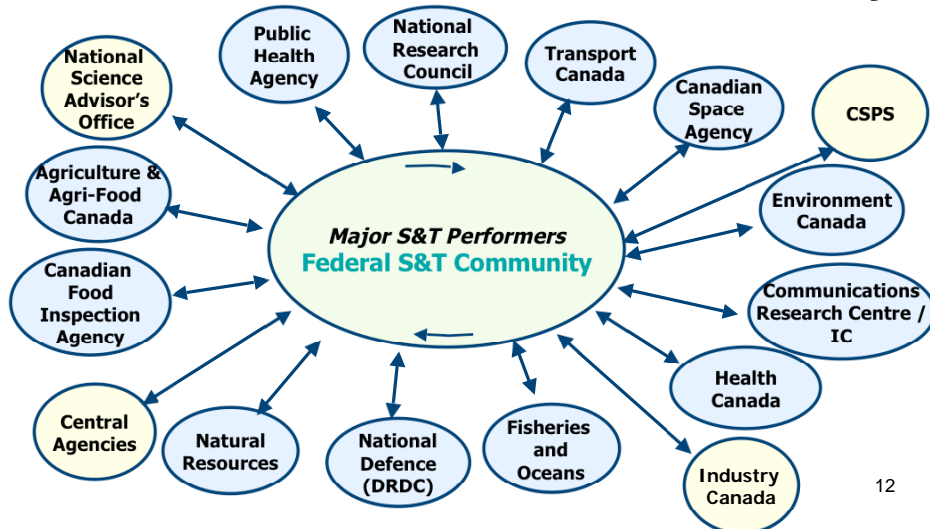 Public
Health
Agency
National
Research
Council
Transport
Canada
National
Science
Advisor's
Office
Canadian
Space
Agency
CSPS
Agriculture &
Agri-Food
Canada
Major S&T Performers
Federal S&T Community
Environment
Canada
Canadian
Food
Inspection
Agency
Communications
Research Centre /
IC
Health
Canada
Central
Agencies
Natural
Resources
National
Defence
(DRDC)
Fisheries
and
Oceans
Industry
Canada
12